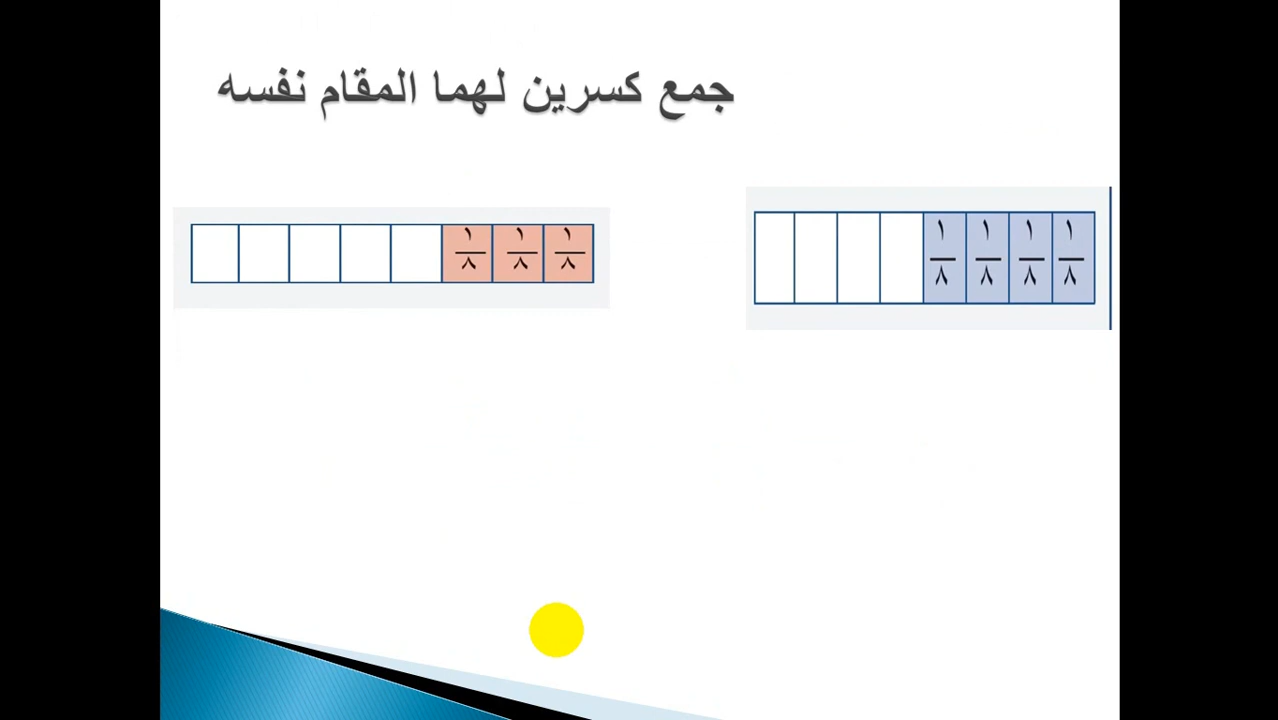 جمع كسرين لهما المقام نفسه
١ ١ ١ ١
٨ ٨ ٨ ٨
١ ١ ١
٨ ٨ ٨